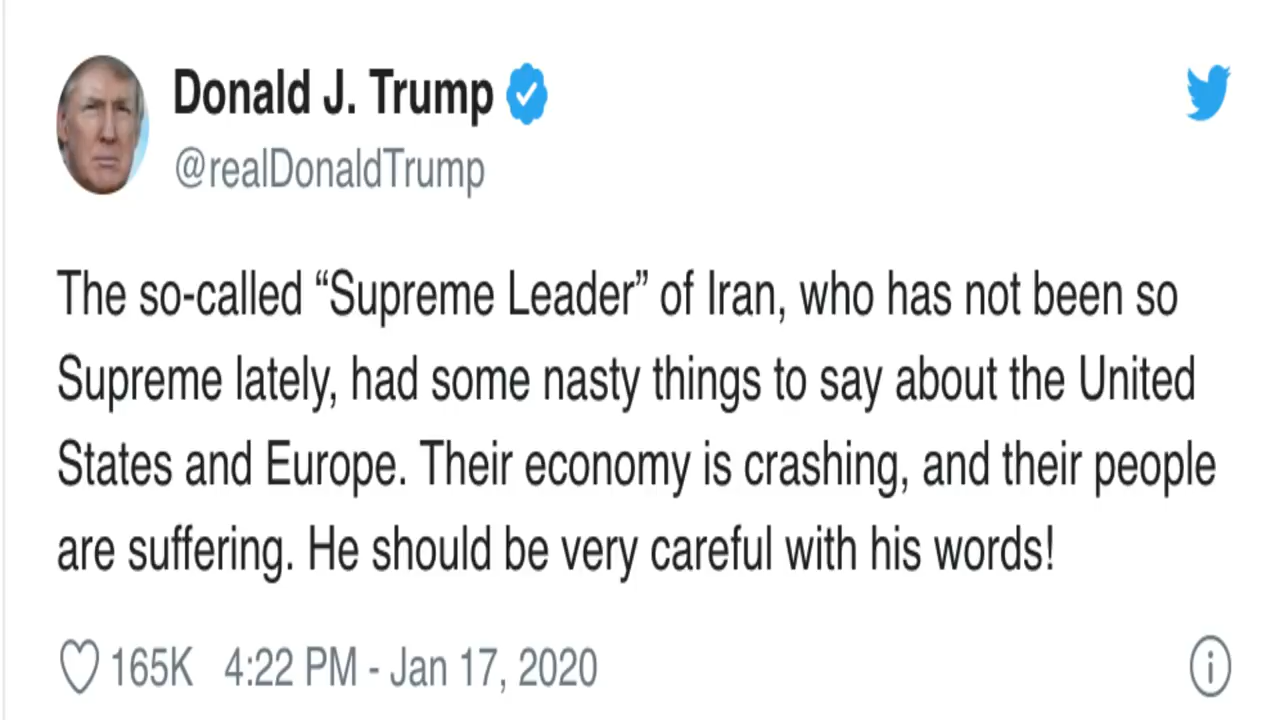 Donald J. Trump
@realDonaldTrump
The so-called “Supreme Leader” of Iran, who has not been so
Supreme lately, had some nasty things to say about the United
States and Europe. Their economy is crashing, and their people
are suffering. He should be very careful with his words!
165K 4:22 PM - Jan 17, 2020